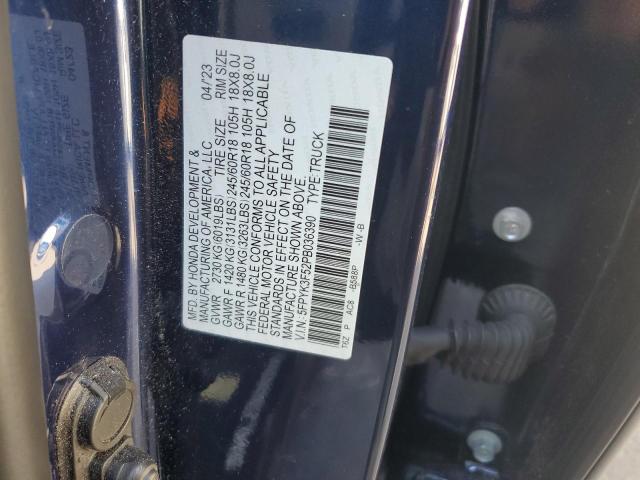 MFD. BY HONDA DEVELOPMENT &
MANUFACTURING OF AMERICA, LLC 04/23
GVWR 2730 KG(6019LBS) TIRE SIZE RIM SIZE
GAWR F 1420 KG(3131LBS)245/60R18 105H 18X8.0J
GAWR R 1480 KG(3263LBS)245/60R18 105H 18X8.0J
THIS VEHICLE CONFORMS TO ALL APPLICABLE
FEDERAL MOTOR VEHICLE SAFETY
STANDARDS IN EFFECT ON THE DATE OF
MANUFACTURE SHOWN ABOVE.
V.I.N.:5FPYK3F52PB036390 TYPE:TRUCK
T6Z P AC8 -B588P -W-B